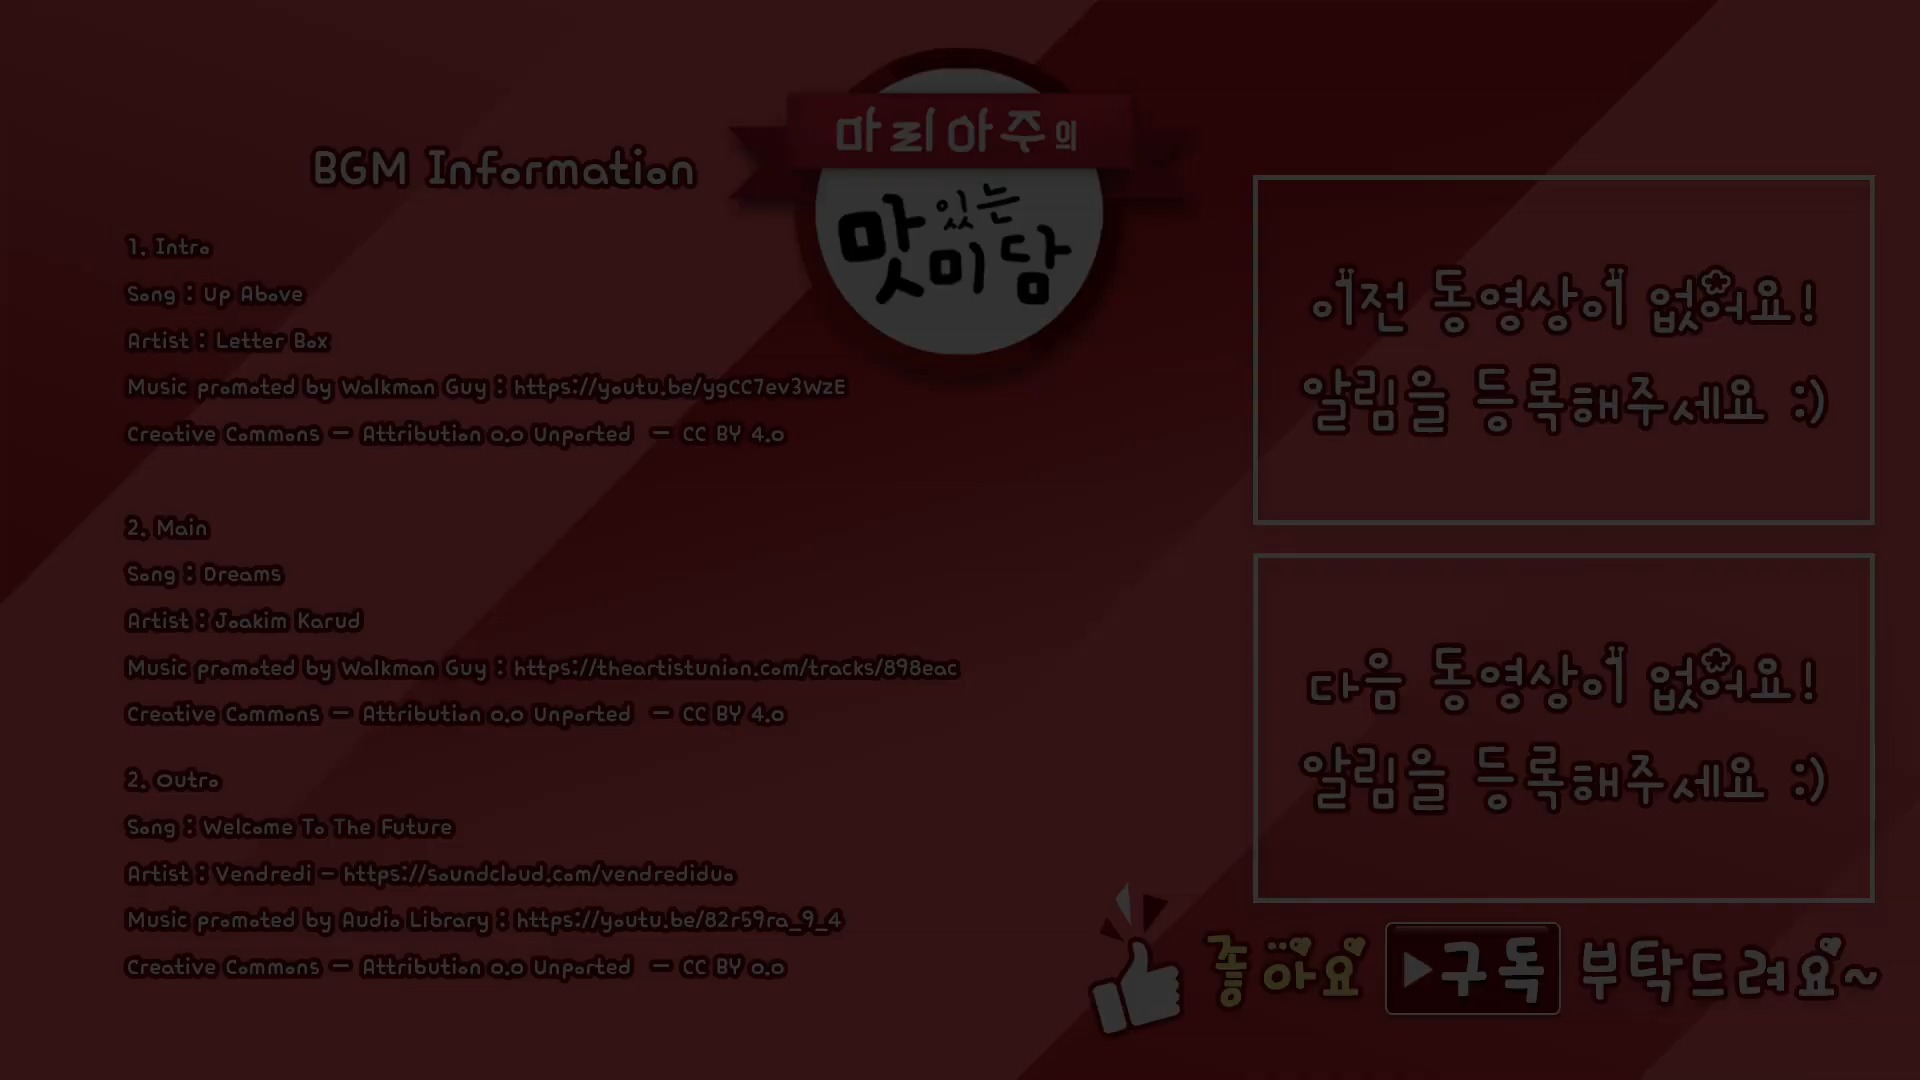 마리아주의
맛있는
미담
BGM Information
1. Intro
Song : Up Above
Artist : Letter Box
Music promoted by Walkman Guy : https://youtu.be/ygCC7ev3WzE
Creative Commons – Attribution 0.0 Unported – CC BY 4.0
2. Main
Song : Dreams
Artist : Joakim Karud
Music promoted by Walkman Guy : https://theartistunion.com/tracks/898eac
Creative Commons – Attribution 0.0 Unported – CC BY 4.0
2. Outro
Song : Welcome To The Future
Artist : Vendredi – https://soundcloud.com/vendrediduo
Music promoted by Audio Library : https://youtu.be/82r59ra_9_4
Creative Commons – Attribution 0.0 Unported – CC BY 0.0
이전 동영상이 없어요!
알림을 등록해주세요 :)
다음 동영상이 없어요!
알림을 등록해주세요 :)
좋아요 구독 부탁드려요~